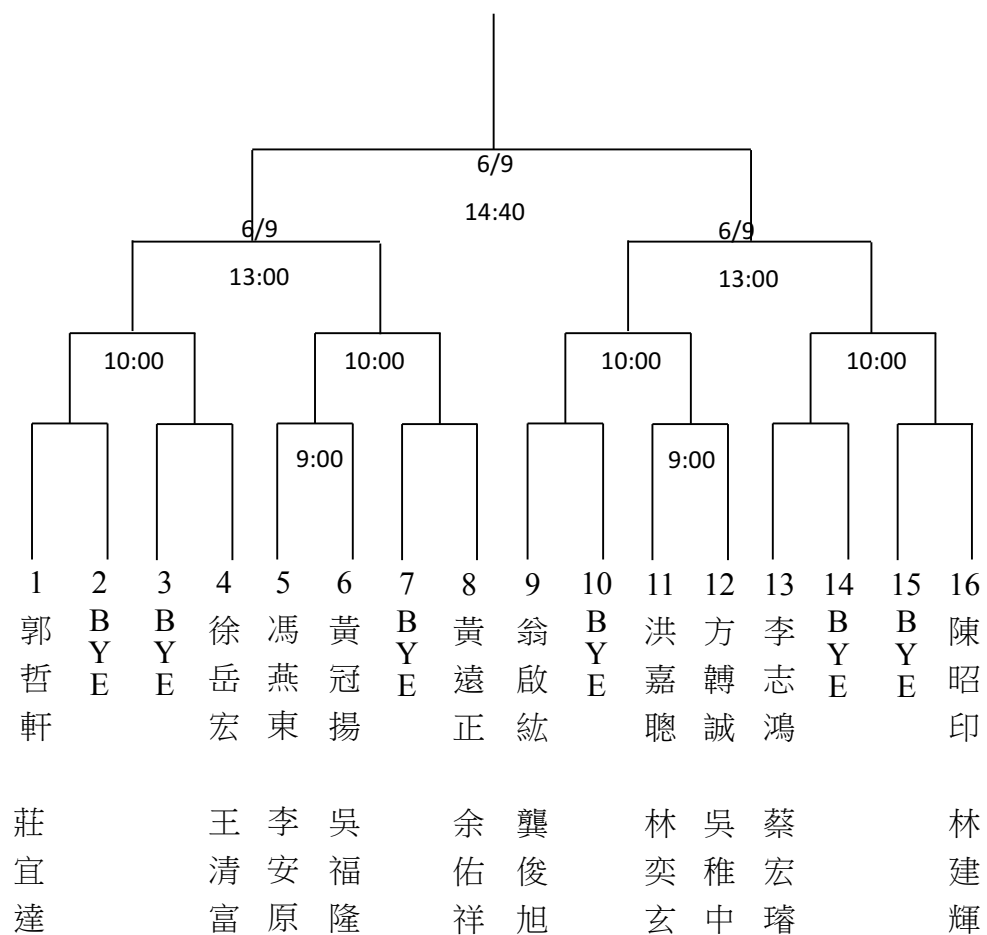 6/9
14:40
6/9
6/9
13:00
13:00
10:00
10:00
10:00
10:00
9:00
9:00
1 2 3 4 5 6 7 8 9 10 11 12 13 14 15 16
郭哲軒
BYE
BYE
徐岳宏
馮燕東
黃冠揚
BYE
黃遠正
翁啟紘
BYE
洪嘉聰
方韓誠
李志鴻
BYE
BYE
陳昭印
莊宜達
王清富
李安原
吳福隆
余佑祥
龔俊旭
林奕玄
吳稚中
蔡宏璿
林建輝